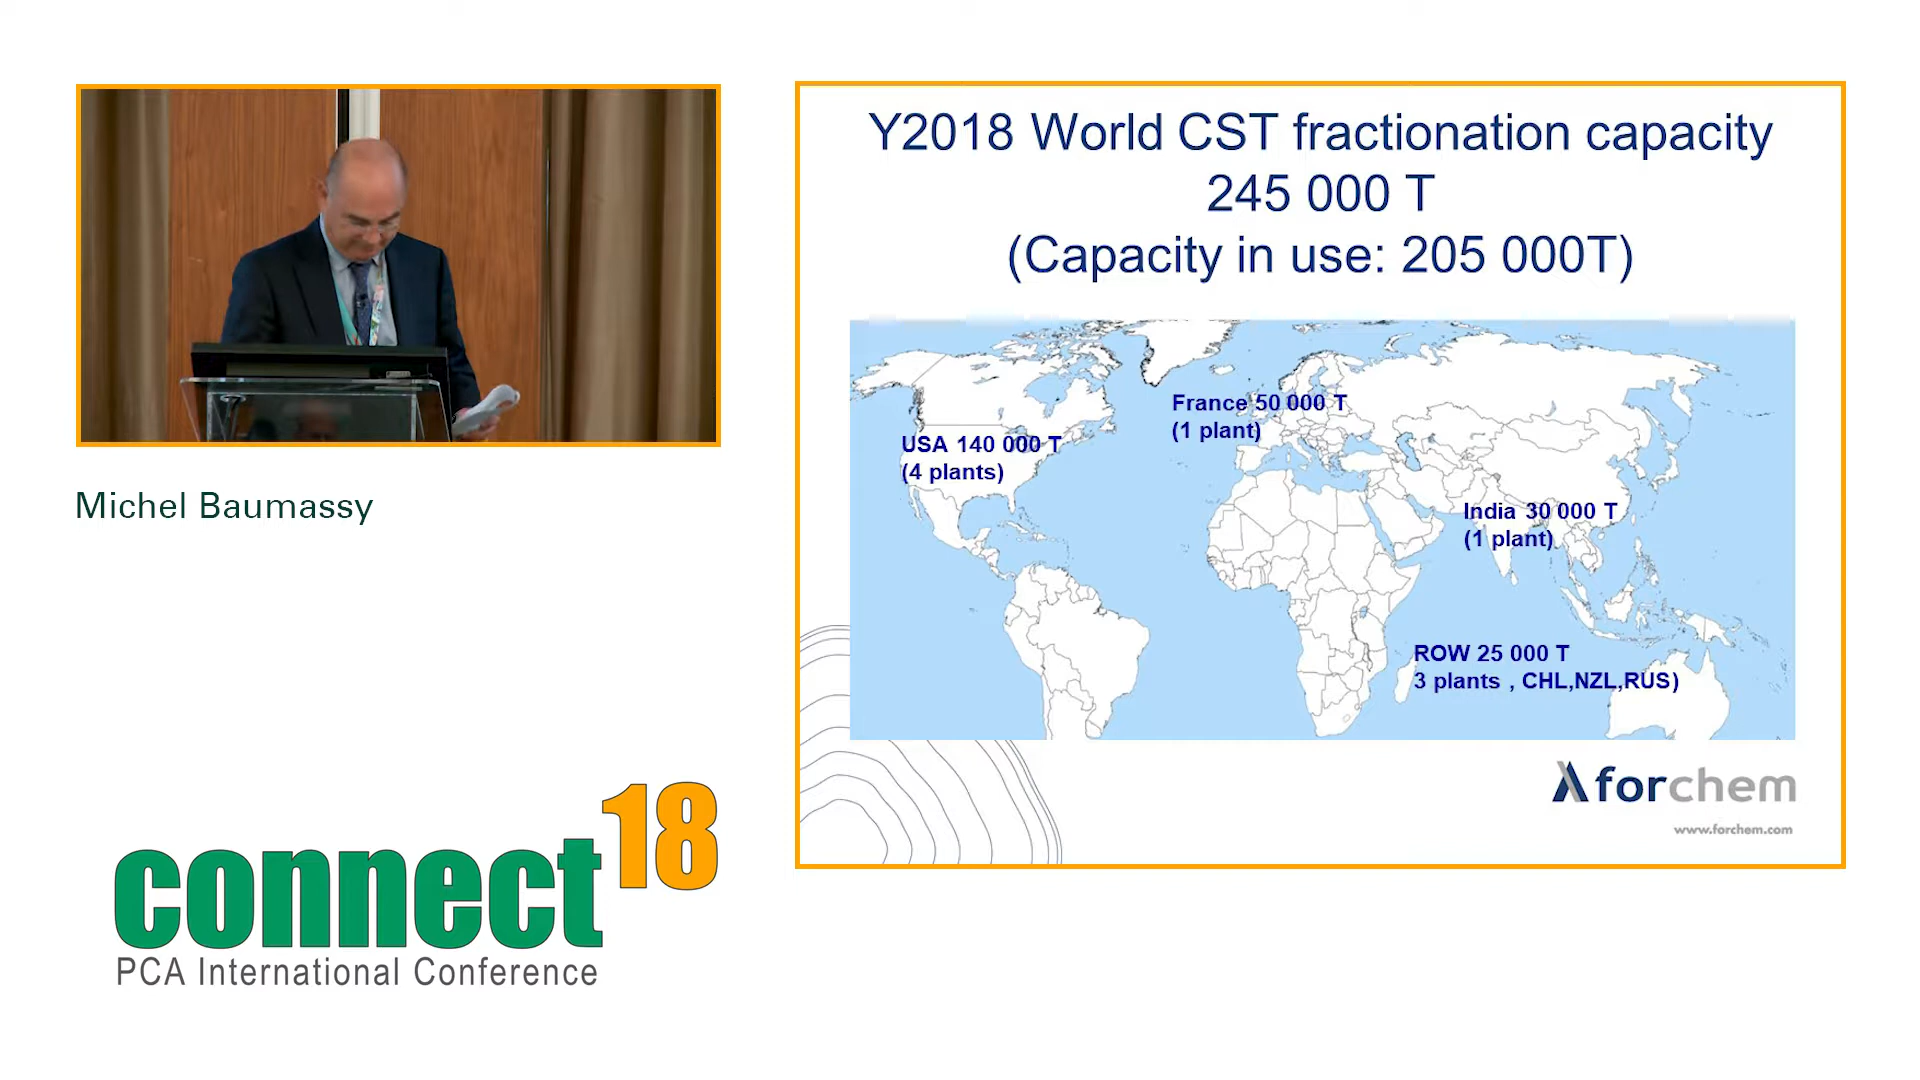 Y2018 World CST fractionation capacity
245 000 T
(Capacity in use: 205 000T)
France 50 000 T
(1 plant)
USA 140 000 T
(4 plants)
India 30 000 T
(1 plant)
ROW 25 000 T
3 plants , CHL,NZL,RUS)
forchem
www.forchem.com
Michel Baumassy
connect18
PCA International Conference